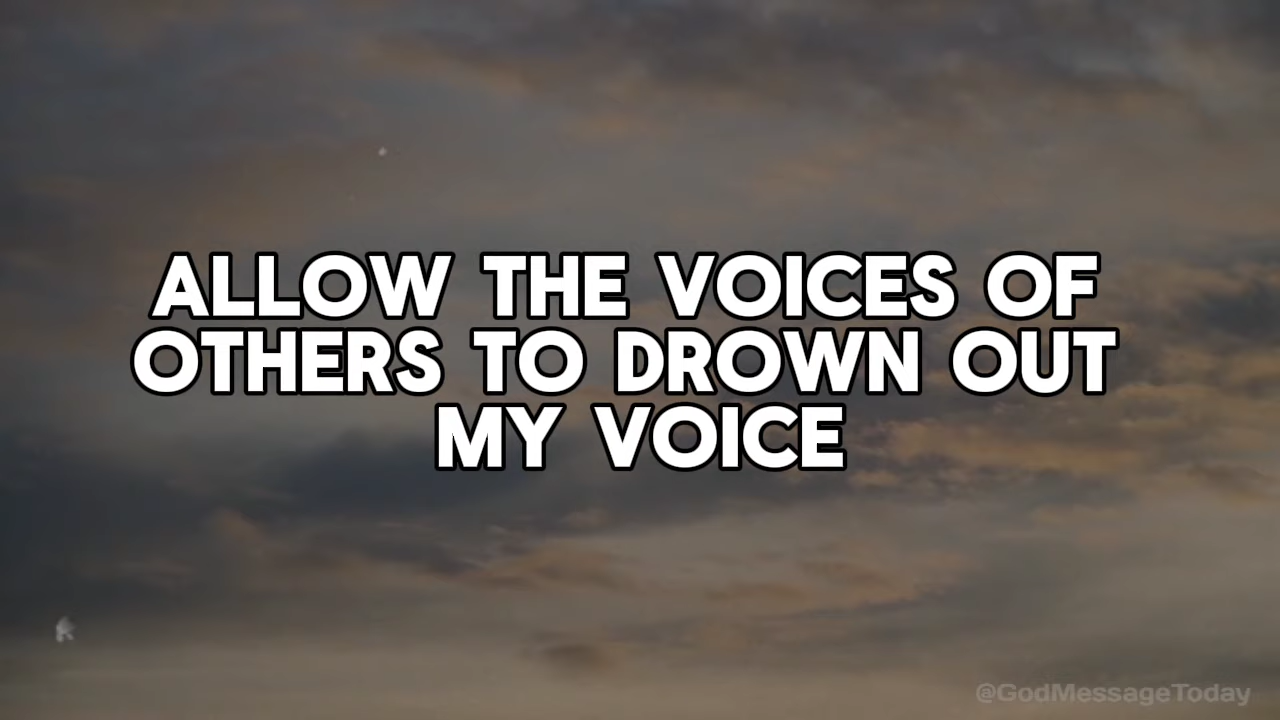 ALLOW THE VOICES OF
OTHERS TO DROWN OUT
MY VOICE
@GodMessageToday